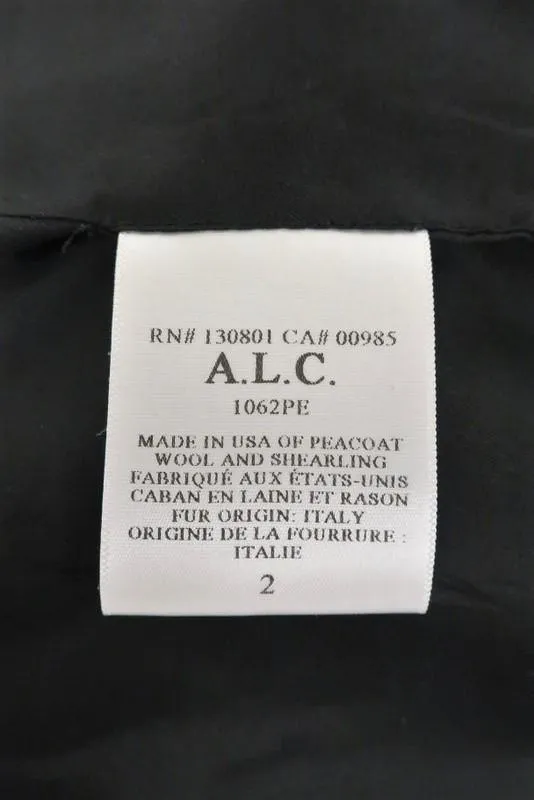 RN# 130801 CA# 00985
A.L.C.
1062PE
MADE IN USA OF PEACOAT
WOOL AND SHEARLING
FABRIQUÉ AUX ÉTATS-UNIS
CABAN EN LAINE ET RASON
FUR ORIGIN: ITALY
ORIGINE DE LA FOURRURE :
ITALIE
2